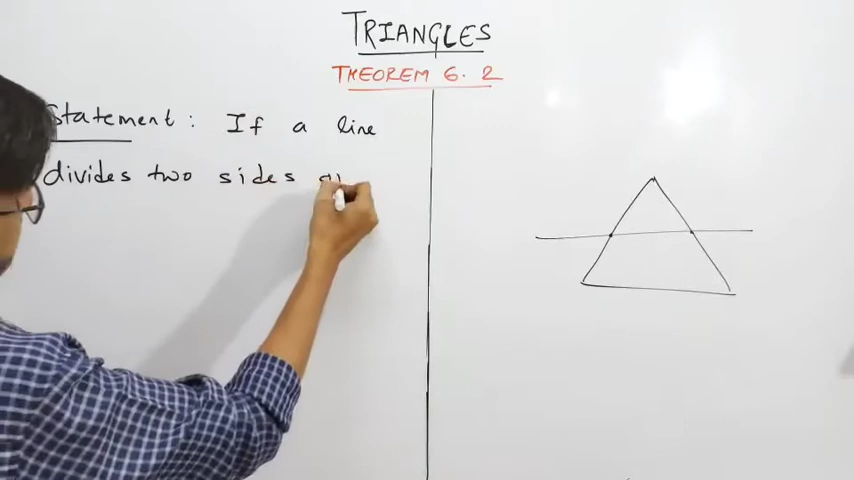 TRIANGLES
THEOREM 6.2
Statement : If a line
divides two sides